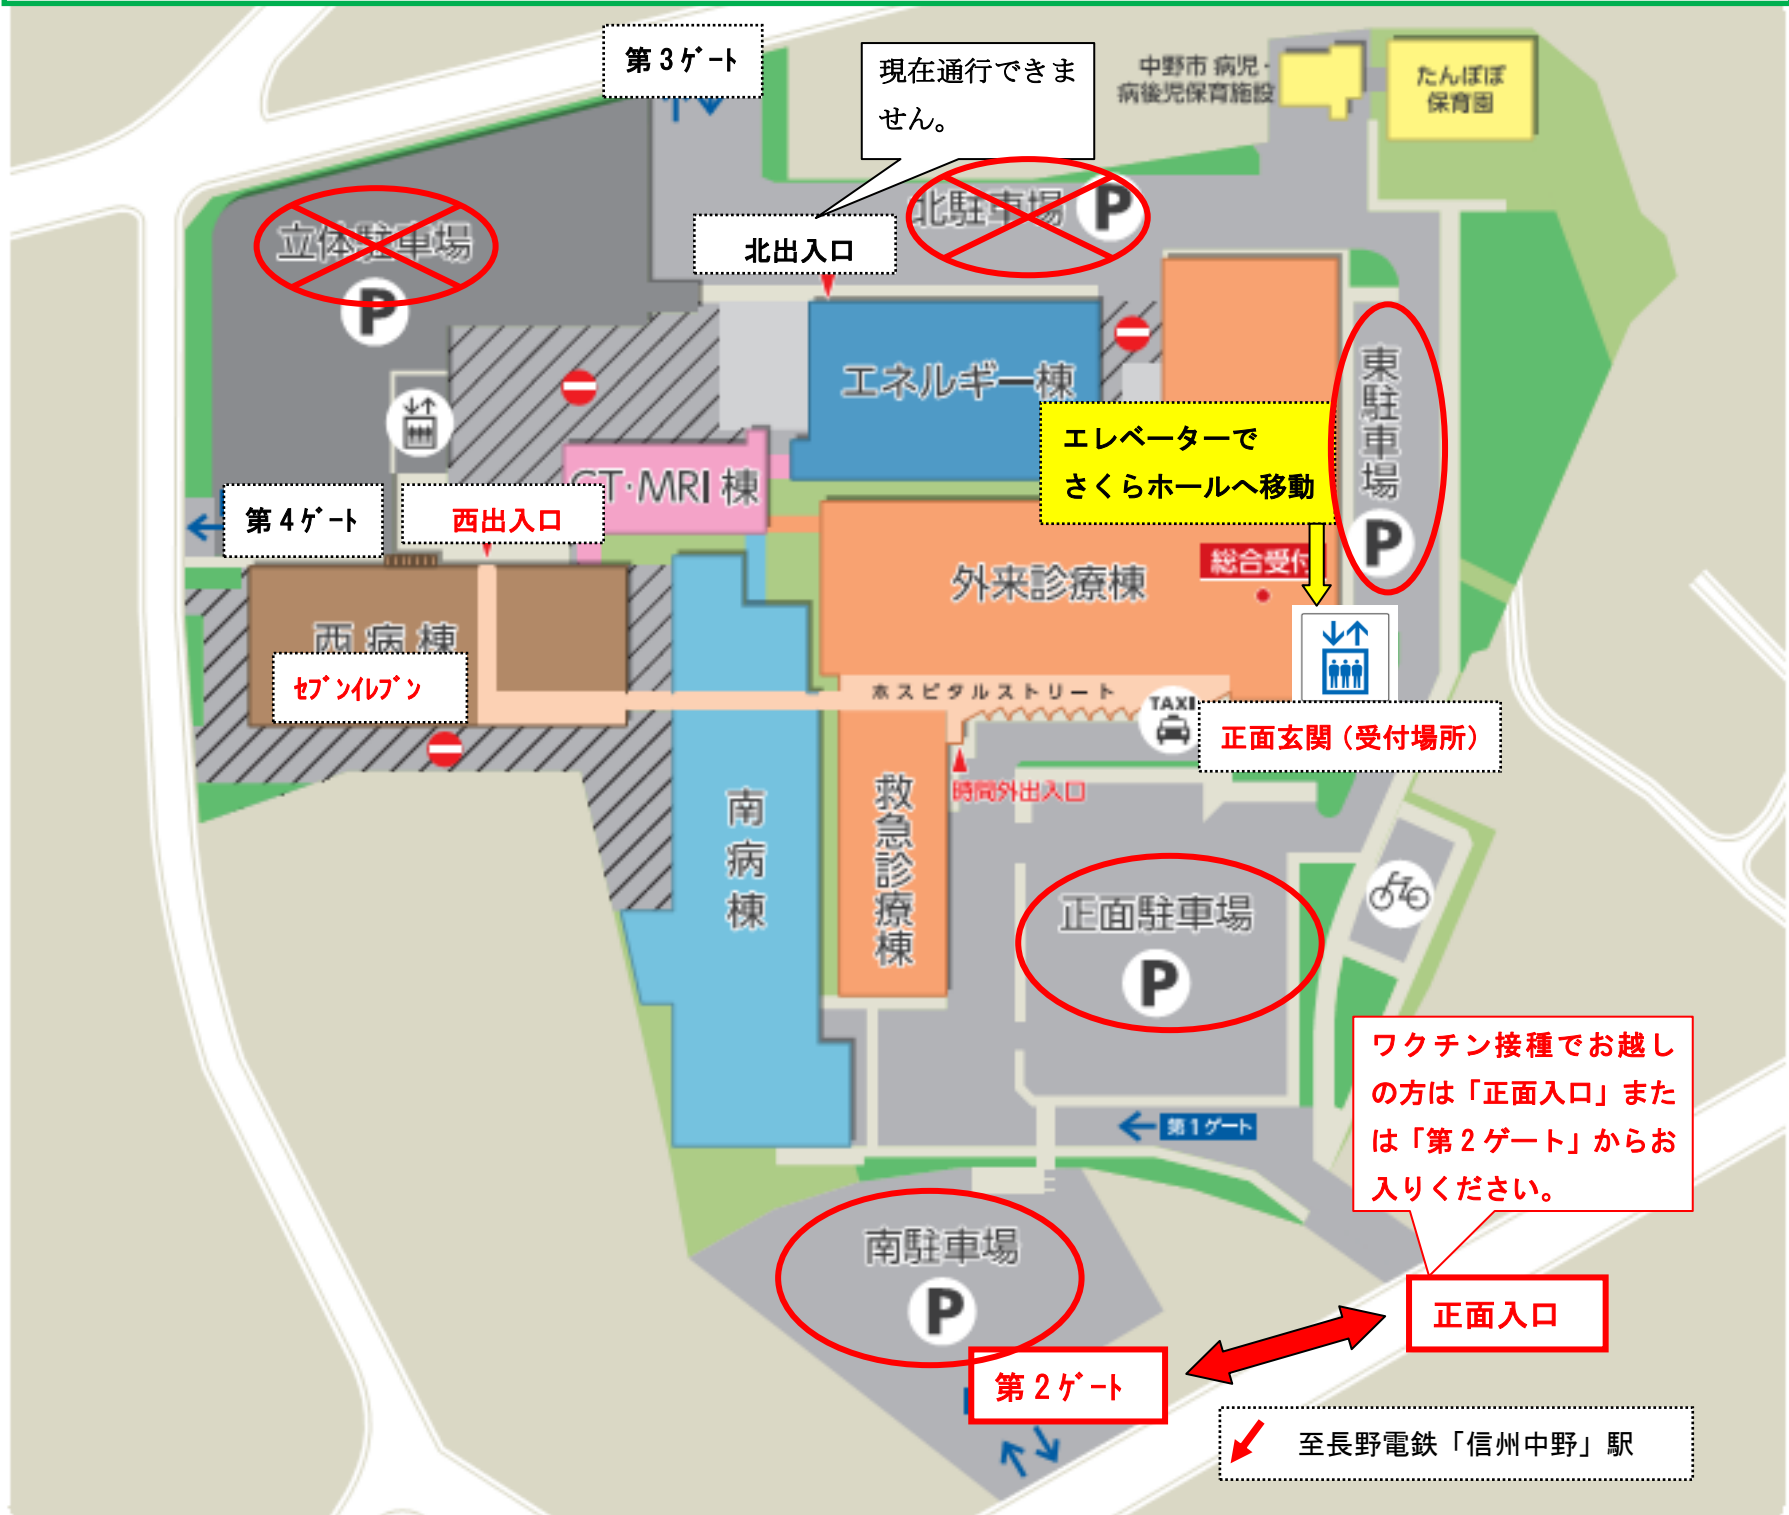 第3ゲート
現在通行できま
せん。
中野市 病児・
病後児保育施設
たんぽぽ
保育園
立体駐車場
P
北駐車場
P
北出入口
エネルギー棟
東駐車場
P
エレベーターで
さくらホールへ移動
CT・MRI 棟
第4ゲート
西出入口
外来診療棟
総合受付
西病棟
セブンイレブン
ホスピタルストリート
TAXI
正面玄関（受付場所）
時間外出入口
南病棟
救急診療棟
正面駐車場
P
ワクチン接種でお越し
の方は「正面入口」また
は「第2ゲート」からお
入りください。
第1ゲート
南駐車場
P
正面入口
第2ゲート
至長野電鉄「信州中野」駅